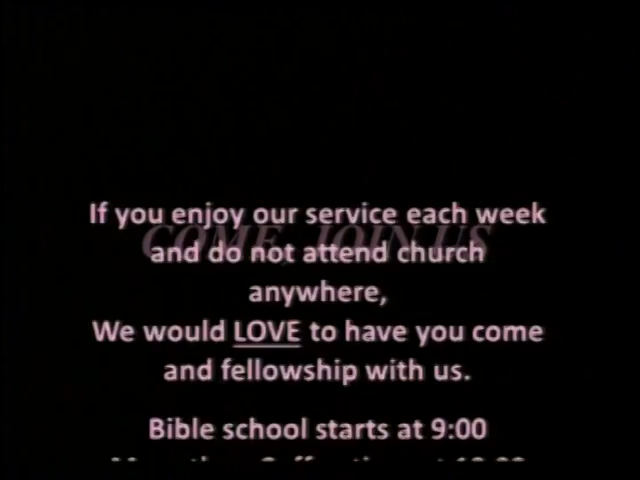 If you enjoy our service each week
COME, JOIN US
and do not attend church
anywhere,
We would LOVE to have you come
and fellowship with us.
Bible school starts at 9:00